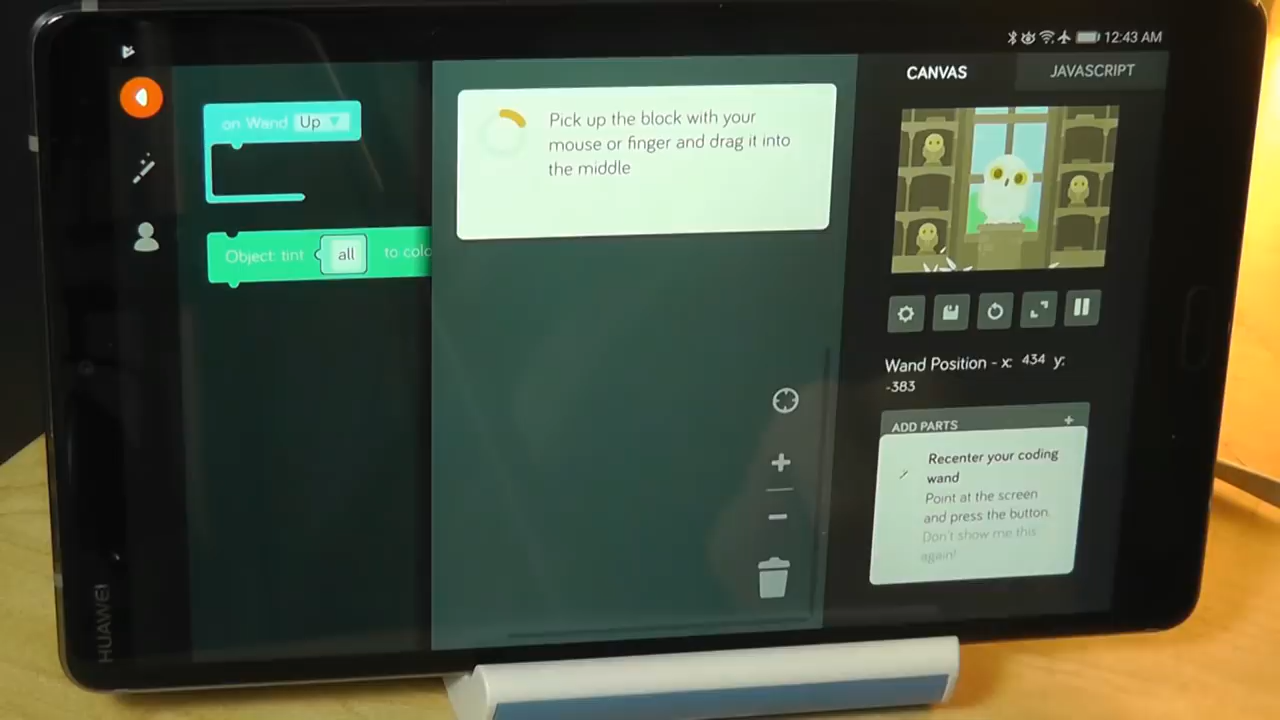 12:43 AM
CANVAS
JAVASCRIPT
on Wand Up
Object: tint all to colo
Pick up the block with your
mouse or finger and drag it into
the middle
Wand Position - x: 434 y:
-383
ADD PARTS +
Recenter your coding
wand
Point at the screen
and press the button.
Don't show me this
again!
HUAWEI